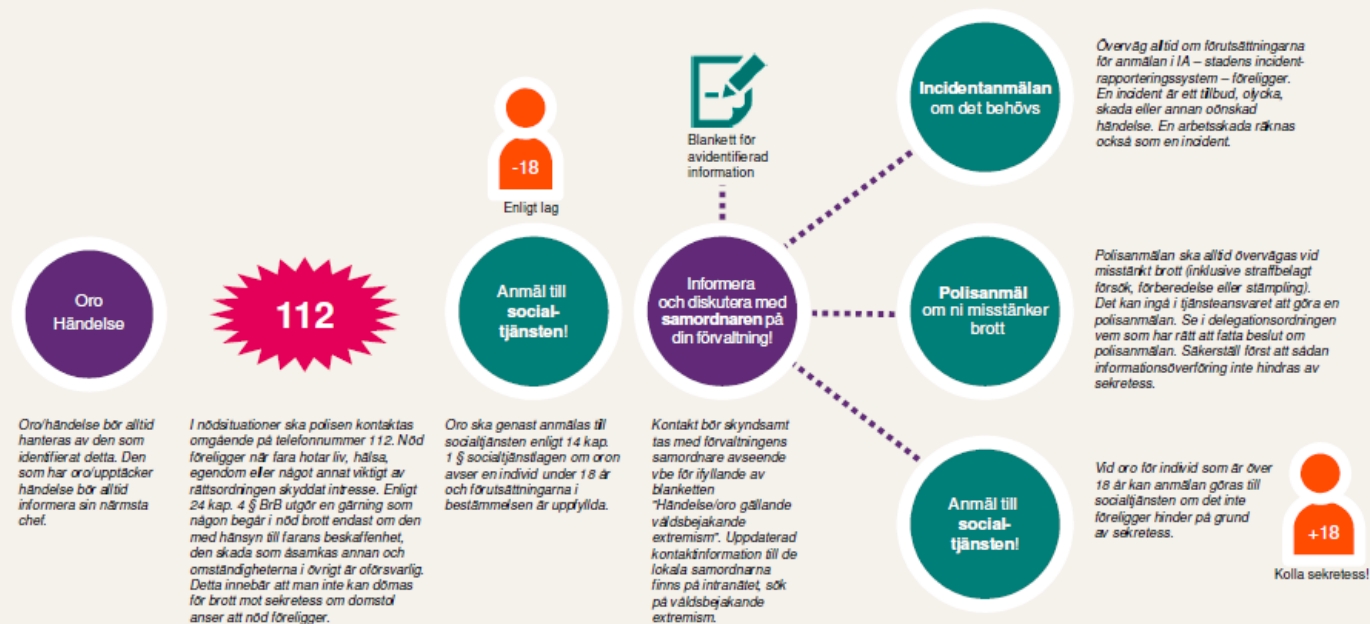 Oro
Händelse
Oro/händelse bör alltid
hanteras av den som
identifierat detta. Den
som har oro/upptäcker
händelse bör alltid
informera sin närmsta
chef.
112
I nödsituationer ska polisen kontaktas
omgående på telefonnummer 112. Nöd
föreligger när fara hotar liv, hälsa,
egendom eller något annat viktigt av
rättsordningen skyddat intresse. Enligt
24 kap. 4 § BrB utgör en gärning som
någon begår i nöd brott endast om den
med hänsyn till farans beskaffenhet,
den skada som åsamkas annan och
omständigheterna i övrigt är oförsvarlig.
Detta innebär att man inte kan dömas
för brott mot sekretess om domstol
anser att nöd föreligger.
-18
Enligt lag
Anmäl till
social-
tjänsten!
Oro ska genast anmälas till
socialtjänsten enligt 14 kap.
1 § socialtjänstlagen om oron
avser en individ under 18 år
och förutsättningarna i
bestämmelsen är uppfyllda.
Blankett för
avidentifierad
information
Informera
och diskutera med
samordnaren på
din förvaltning!
Kontakt bör skyndsamt
tas med förvaltningens
samordnare avseende
vbe för ifyllande av
blanketten
"Händelse/oro gällande
våldsbejakande
extremism". Uppdaterad
kontaktinformation till de
lokala samordnarna
finns på intranätet, sök
på våldsbejakande
extremism.
Incidentanmälan
om det behövs
Överväg alltid om förutsättningarna
för anmälan i IA – stadens incident-
rapporteringssystem – föreligger.
En incident är ett tillbud, olycka,
skada eller annan oönskad
händelse. En arbetsskada räknas
också som en incident.
Polisanmäl
om ni misstänker
brott
Polisanmälan ska alltid övervägas vid
misstänkt brott (inklusive straffbelagt
försök, förberedelse eller stämpling).
Det kan ingå i tjänsteansvaret att göra en
polisanmälan. Se i delegationsordningen
vem som har rätt att fatta beslut om
polisanmälan. Säkerställ först att sådan
informationsöverföring inte hindras av
sekretess.
Anmäl till
social-
tjänsten!
Vid oro för individ som är över
18 år kan anmälan göras till
socialtjänsten om det inte
föreligger hinder på grund
av sekretess.
+18
Kolla sekretess!